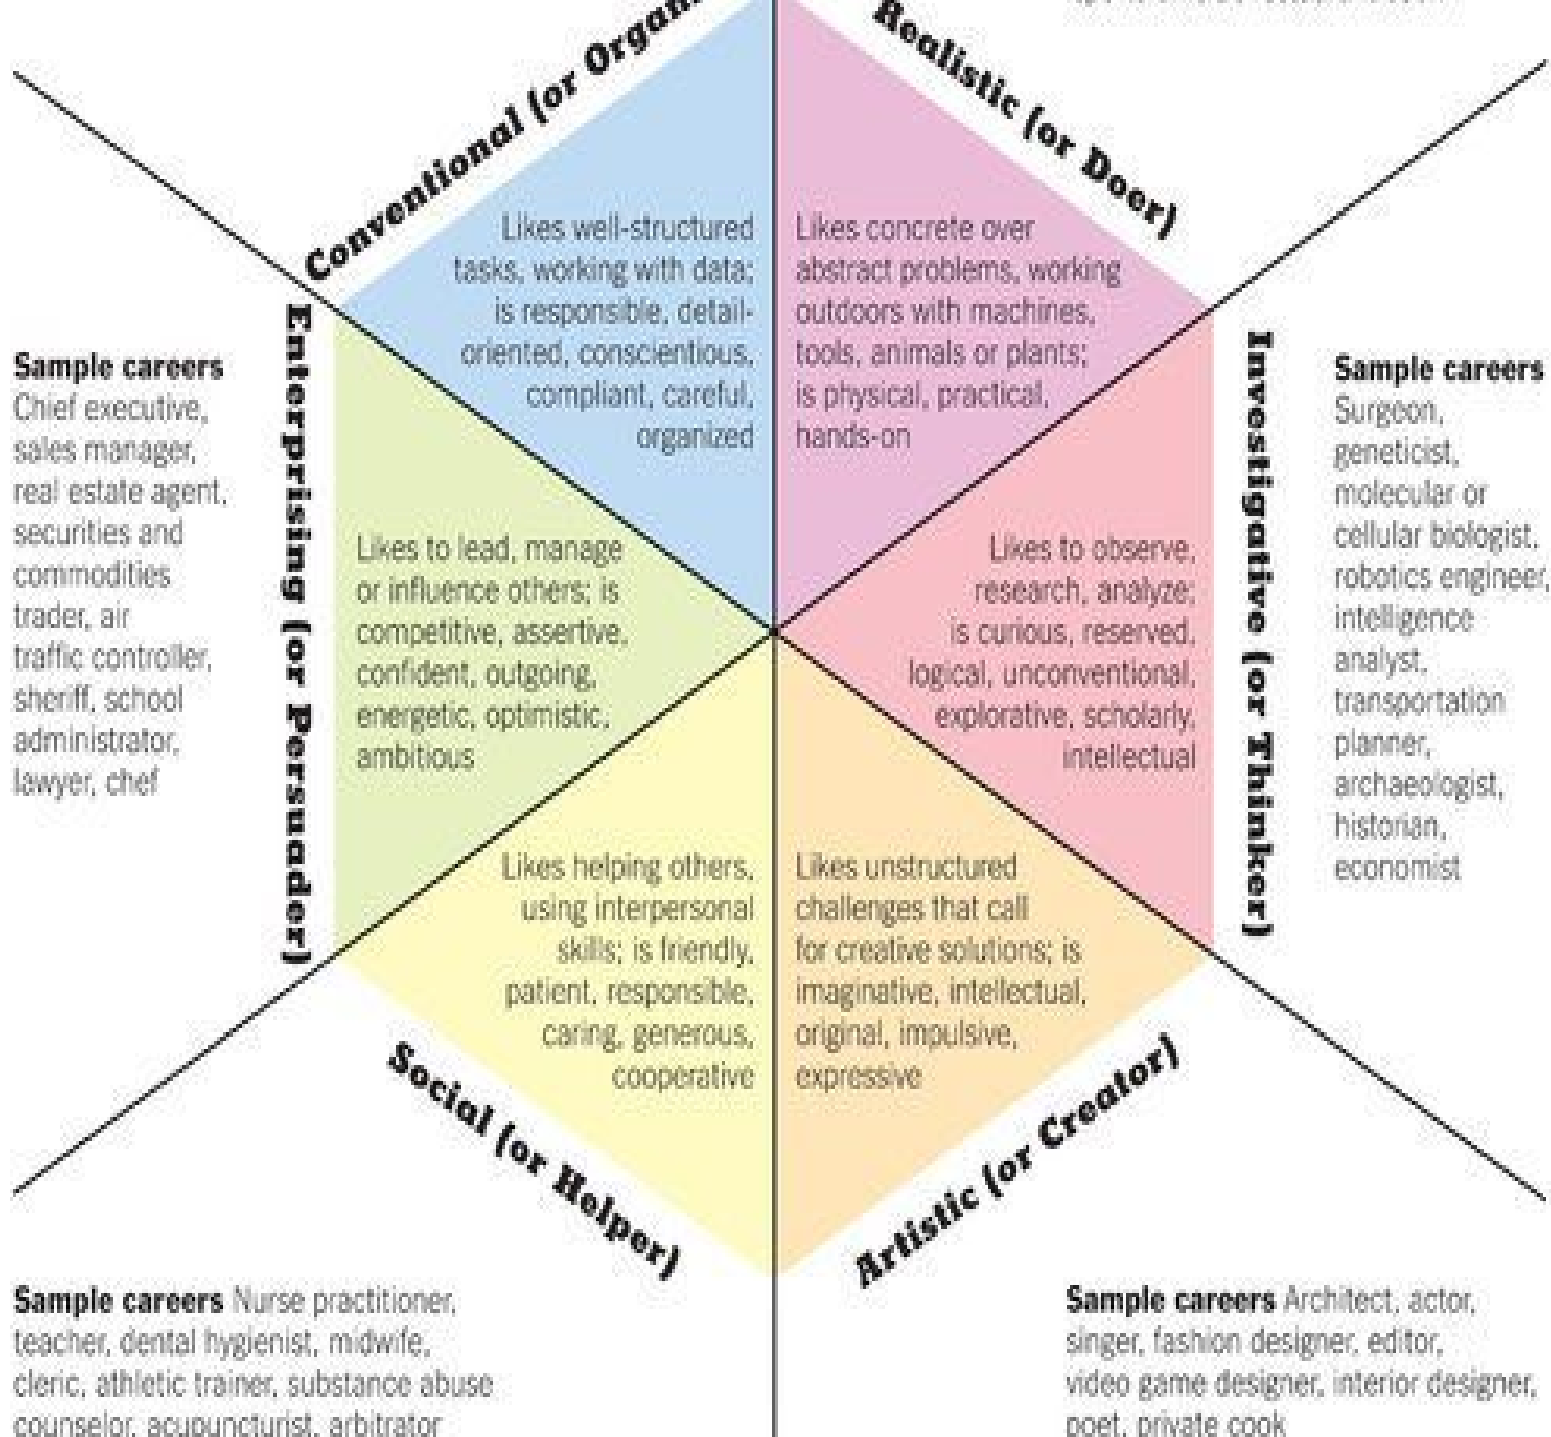 Conventional (or Organ
Realistic (or Doer)
Likes well-structured
tasks, working with data;
is responsible, detail-
oriented, conscientious,
compliant, careful,
organized
Likes concrete over
abstract problems, working
outdoors with machines,
tools, animals or plants;
is physical, practical,
hands-on
Enterprising (or Persuader)
Sample careers
Chief executive,
sales manager,
real estate agent,
securities and
commodities
trader, air
traffic controller,
sheriff, school
administrator,
lawyer, chef
Likes to lead, manage
or influence others; is
competitive, assertive,
confident, outgoing,
energetic, optimistic,
ambitious
Likes to observe,
research, analyze;
is curious, reserved,
logical, unconventional,
explorative, scholarly,
intellectual
Investigative (or Thinker)
Sample careers
Surgeon,
geneticist,
molecular or
cellular biologist,
robotics engineer,
intelligence
analyst,
transportation
planner,
archaeologist,
historian,
economist
Likes helping others,
using interpersonal
skills; is friendly,
patient, responsible,
caring, generous,
cooperative
Likes unstructured
challenges that call
for creative solutions; is
imaginative, intellectual,
original, impulsive,
expressive
Social (or Helper)
Artistic (or Creator)
Sample careers Nurse practitioner,
teacher, dental hygienist, midwife,
cleric, athletic trainer, substance abuse
counselor, acupuncturist, arbitrator
Sample careers Architect, actor,
singer, fashion designer, editor,
video game designer, interior designer,
poet, private cook